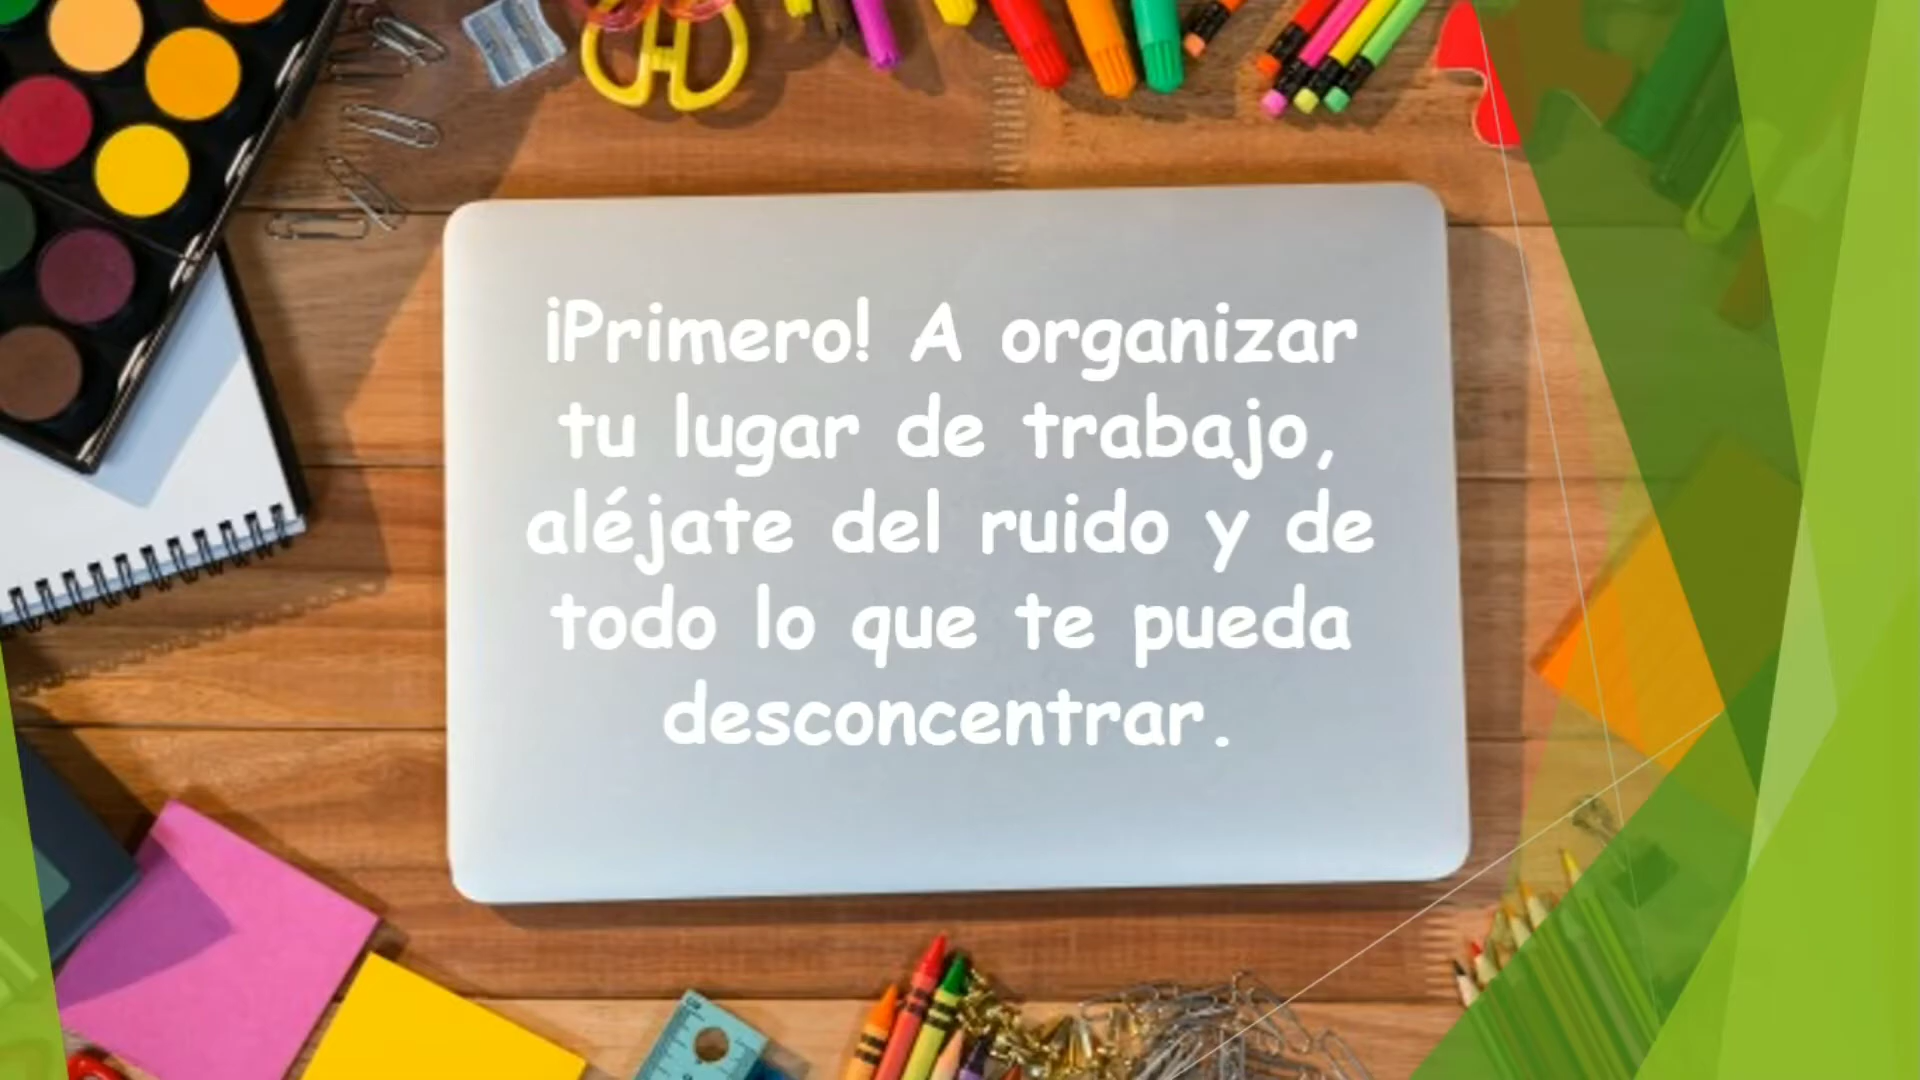 ¡Primero! A organizar
tu lugar de trabajo,
aléjate del ruido y de
todo lo que te pueda
desconcentrar.